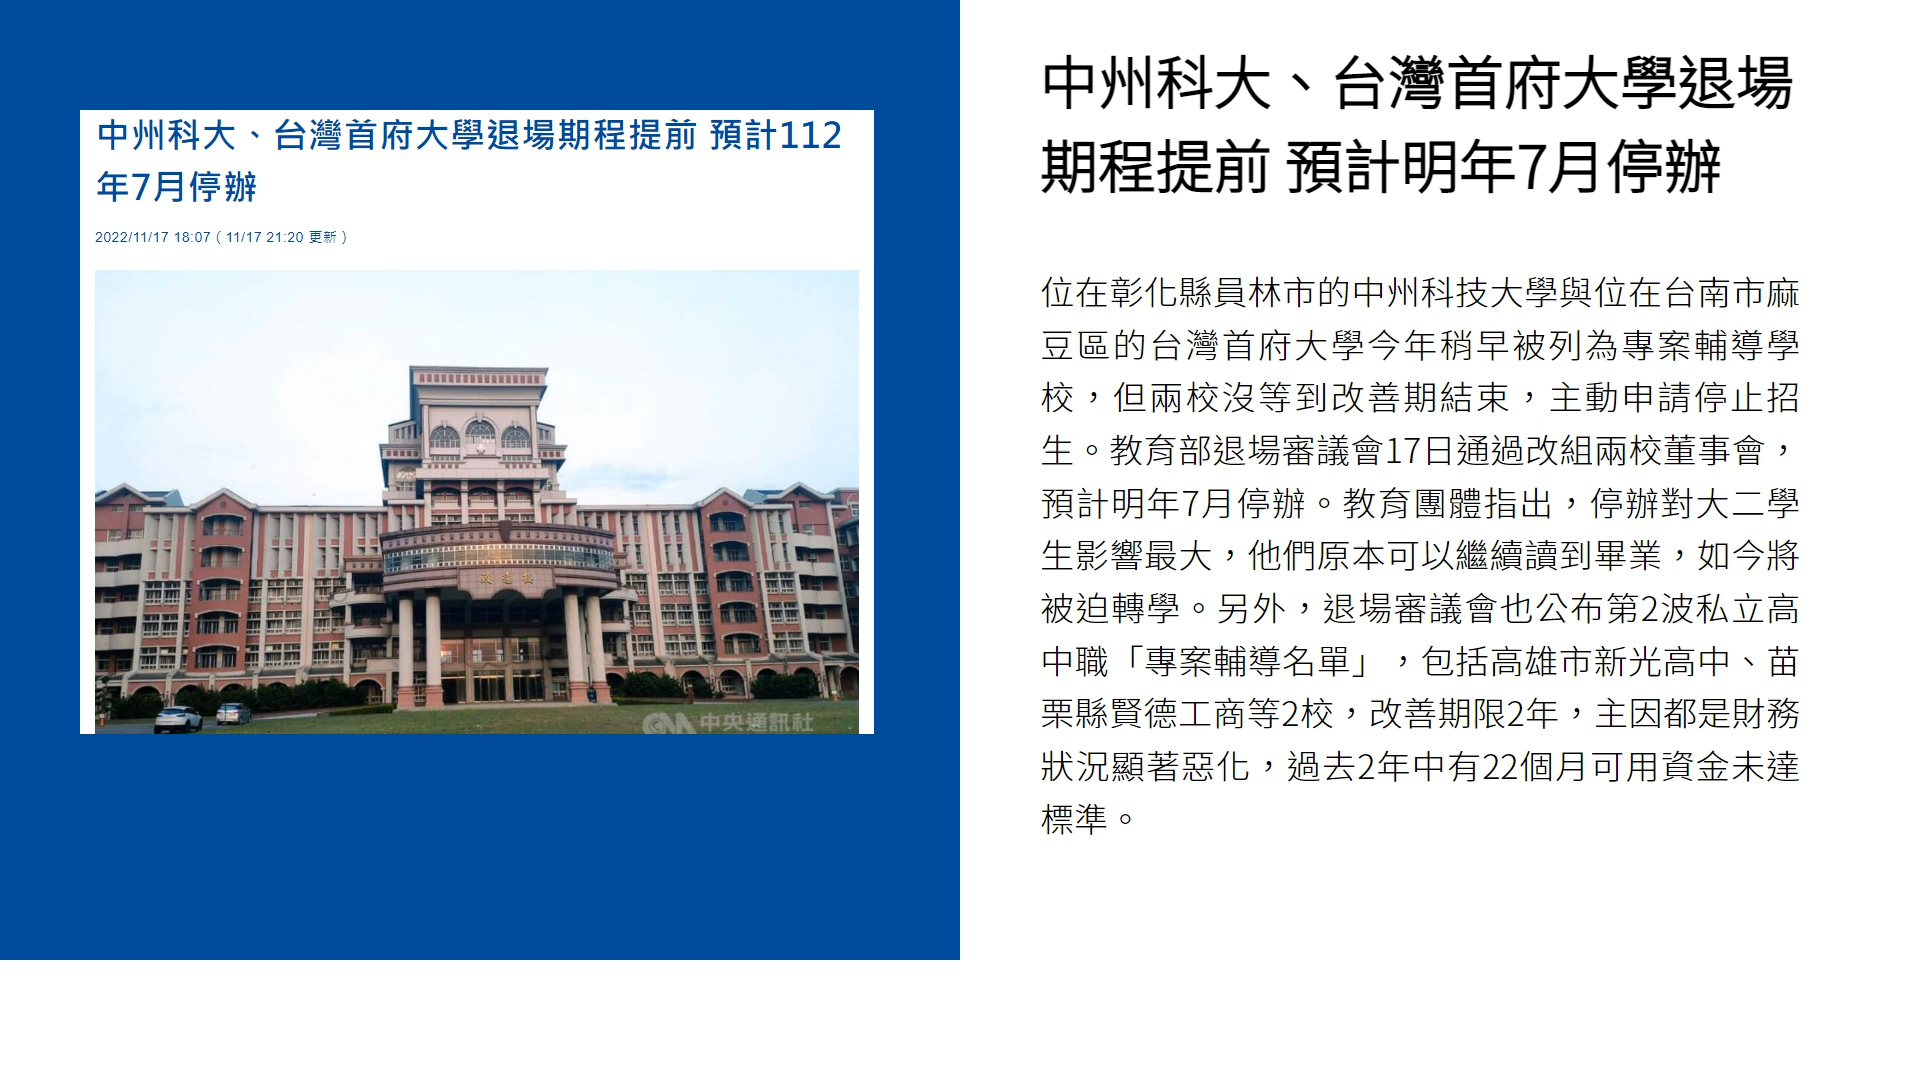 中州科大、台灣首府大學退場期程提前 預計112
年7月停辦
2022/11/17 18:07（11/17 21:20 更新）
中央通訊社
中州科大、台灣首府大學退場
期程提前 預計明年7月停辦
位在彰化縣員林市的中州科技大學與位在台南市麻
豆區的台灣首府大學今年稍早被列為專案輔導學
校，但兩校沒等到改善期結束，主動申請停止招
生。教育部退場審議會17日通過改組兩校董事會，
預計明年7月停辦。教育團體指出，停辦對大二學
生影響最大，他們原本可以繼續讀到畢業，如今將
被迫轉學。另外，退場審議會也公布第2波私立高
中職「專案輔導名單」，包括高雄市新光高中、苗
栗縣賢德工商等2校，改善期限2年，主因都是財務
狀況顯著惡化，過去2年中有22個月可用資金未達
標準。